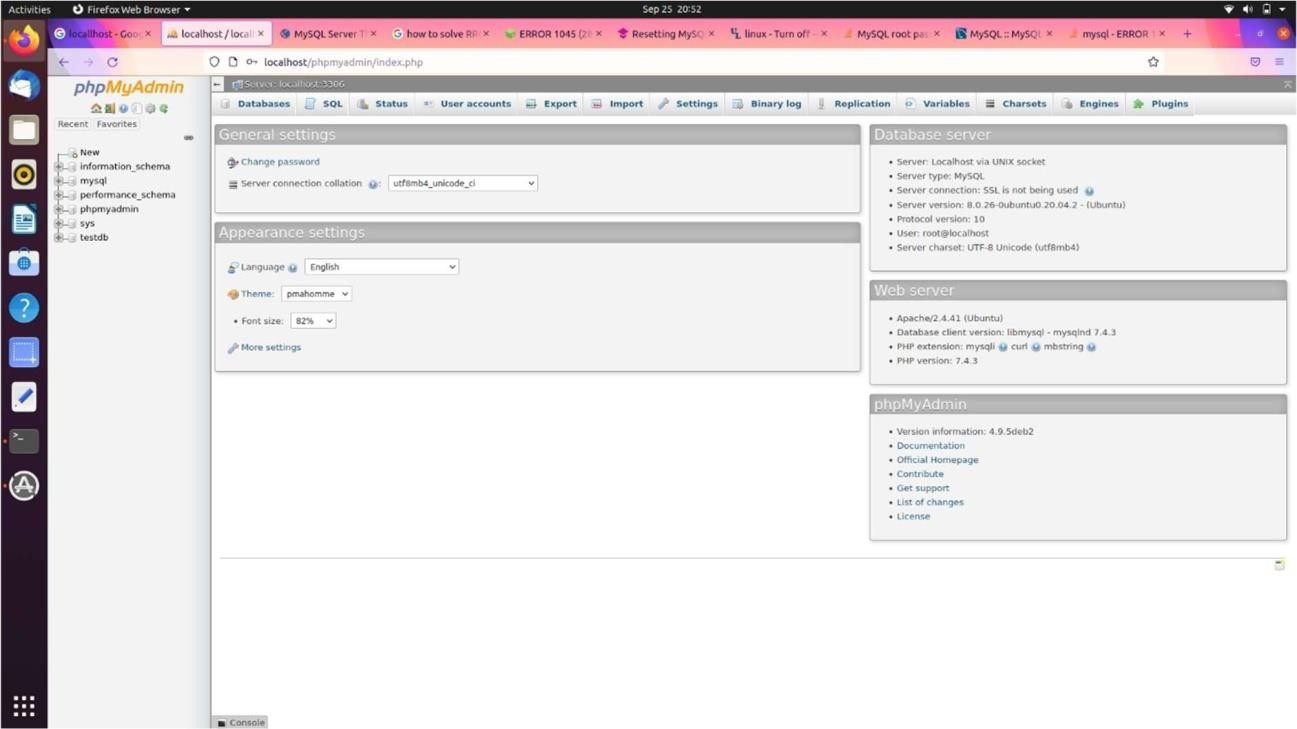 Activities Firefox Web Browser Sep 25 20:52
locallhost - Goo localhost / local MySQL Server T how to solve ERROR 1045 (28 Resetting MySQ linux - Turn off - MySQL root pas MySQL :: MySQL mysql - ERROR 1
localhost/phpmyadmin/index.php
phpMyAdmin
Recent Favorites
New
information_schema
mysql
performance_schema
phpmyadmin
sys
testdb
Server: localhost:3306
Databases SQL Status User accounts Export Import Settings Binary log Replication Variables Charsets Engines Plugins
General settings
Change password
Server connection collation : utf8mb4_unicode_ci
Appearance settings
Language English
Theme: pmahomme
Font size: 82%
More settings
Database server
Server: Localhost via UNIX socket
Server type: MySQL
Server connection: SSL is not being used
Server version: 8.0.26-0ubuntu0.20.04.2 - (Ubuntu)
Protocol version: 10
User: root@localhost
Server charset: UTF-8 Unicode (utf8mb4)
Web server
Apache/2.4.41 (Ubuntu)
Database client version: libmysql - mysqlnd 7.4.3
PHP extension: mysqli curl mbstring
PHP version: 7.4.3
phpMyAdmin
Version information: 4.9.5deb2
Documentation
Official Homepage
Contribute
Get support
List of changes
License
Console